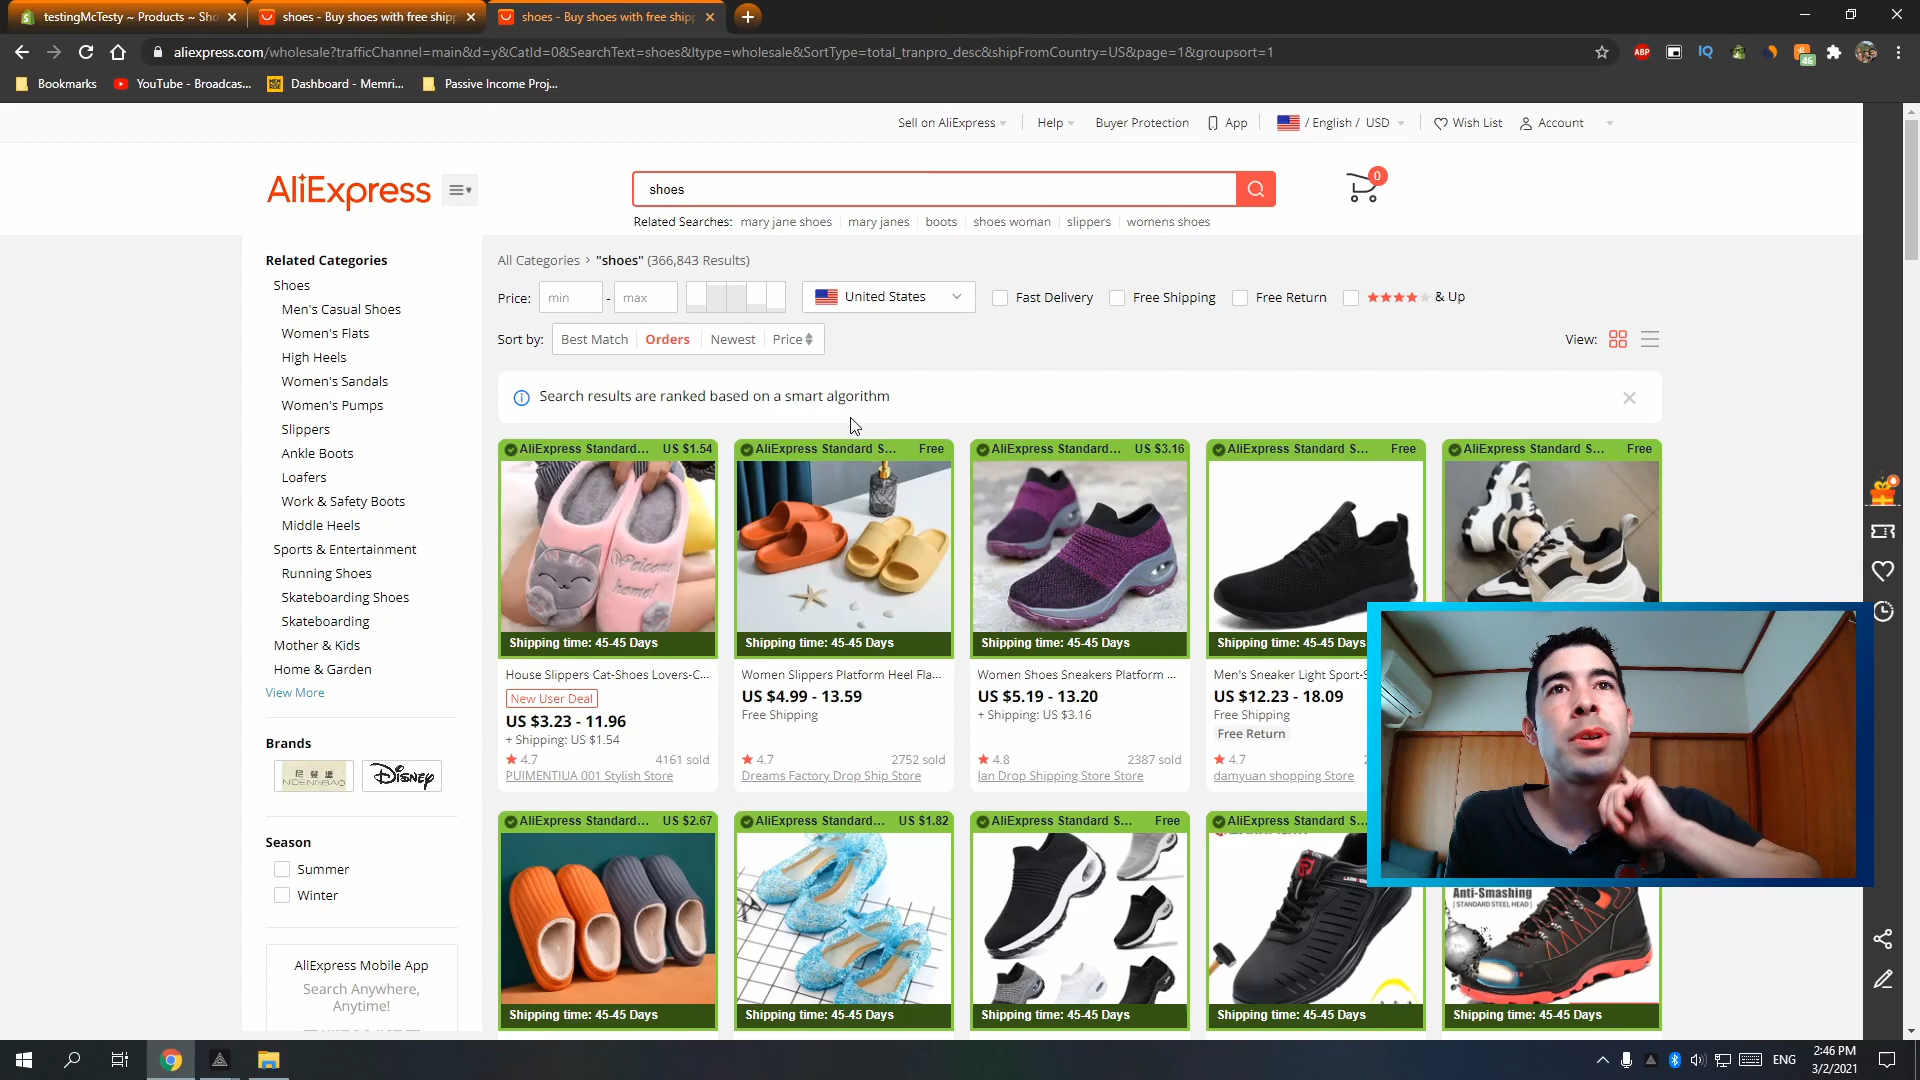 testingMcTesty ~ Products ~ Sho
shoes - Buy shoes with free shipp
shoes - Buy shoes with free shipp
aliexpress.com/wholesale?trafficChannel=main&d=y&CatId=0&SearchText=shoes&ltype=wholesale&SortType=total_tranpro_desc&shipFromCountry=US&page=1&groupsort=1
ABP
IQ
46
Bookmarks
YouTube - Broadcas...
Dashboard - Memri...
Passive Income Proj...
Sell on AliExpress
Help
Buyer Protection
App
/ English / USD
Wish List
Account
AliExpress
shoes
0
Related Searches: mary jane shoes mary janes boots shoes woman slippers womens shoes
Related Categories
Shoes
Men's Casual Shoes
Women's Flats
High Heels
Women's Sandals
Women's Pumps
Slippers
Ankle Boots
Loafers
Work & Safety Boots
Middle Heels
Sports & Entertainment
Running Shoes
Skateboarding Shoes
Skateboarding
Mother & Kids
Home & Garden
View More
Brands
NIDENGBAO
Disney
Season
Summer
Winter
AliExpress Mobile App
Search Anywhere,
Anytime!
All Categories > "shoes" (366,843 Results)
Price: min - max
United States
Fast Delivery
Free Shipping
Free Return
& Up
Sort by: Best Match Orders Newest Price
View:
Search results are ranked based on a smart algorithm
AliExpress Standard... US $1.54
Welcome
home!
Shipping time: 45-45 Days
House Slippers Cat-Shoes Lovers-C...
New User Deal
US $3.23 - 11.96
+ Shipping: US $1.54
4.7 4161 sold
PUIMENTIUA 001 Stylish Store
AliExpress Standard S... Free
Shipping time: 45-45 Days
Women Slippers Platform Heel Fla...
US $4.99 - 13.59
Free Shipping
4.7 2752 sold
Dreams Factory Drop Ship Store
AliExpress Standard... US $3.16
Shipping time: 45-45 Days
Women Shoes Sneakers Platform ...
US $5.19 - 13.20
+ Shipping: US $3.16
4.8 2387 sold
Jan Drop Shipping Store Store
AliExpress Standard S... Free
Shipping time: 45-45 Days
Men's Sneaker Light Sport-S
US $12.23 - 18.09
Free Shipping
Free Return
4.7
damyuan shopping Store
AliExpress Standard S... Free
AliExpress Standard... US $2.67
Shipping time: 45-45 Days
AliExpress Standard... US $1.82
Shipping time: 45-45 Days
AliExpress Standard S... Free
Shipping time: 45-45 Days
AliExpress Standard S...
Shipping time: 45-45 Days
Anti-Smashing
[ STANDARD STEEL HEAD ]
Shipping time: 45-45 Days
ENG
2:46 PM
3/2/2021